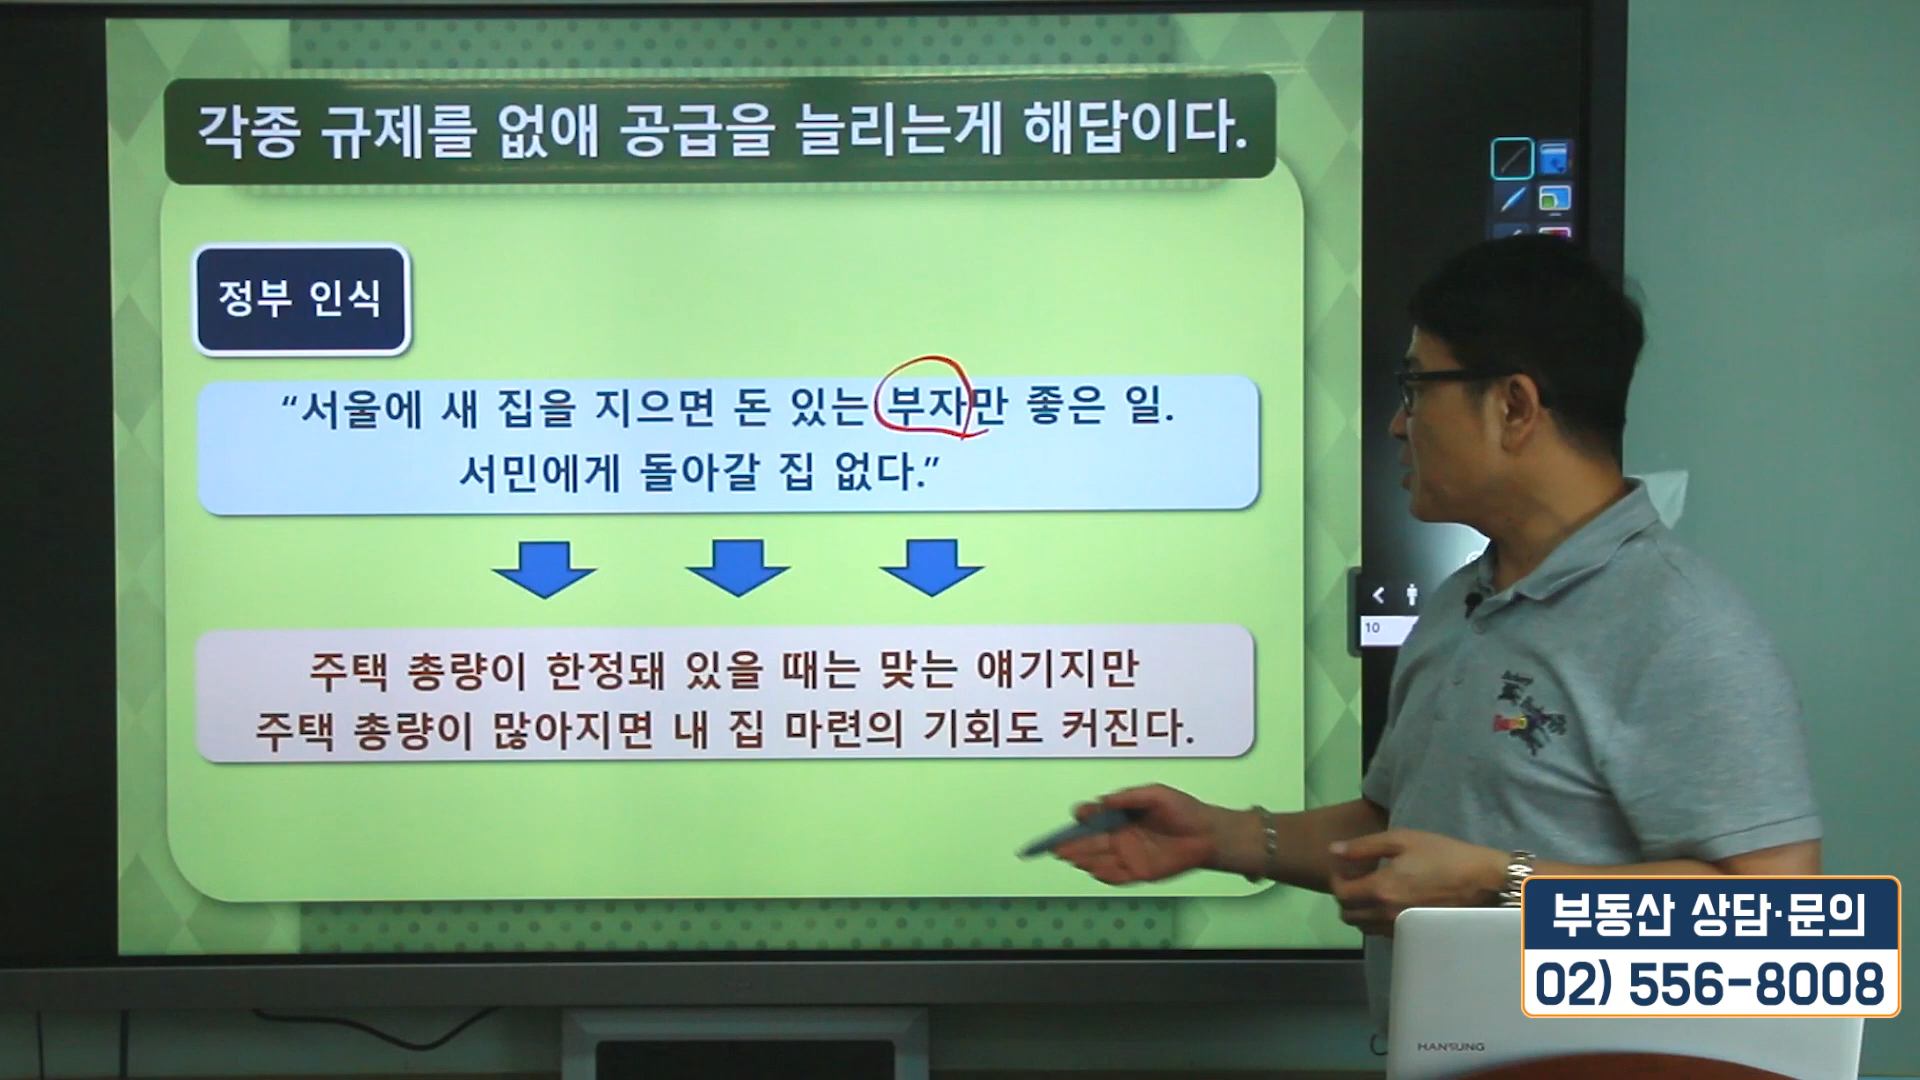 각종 규제를 없애 공급을 늘리는게 해답이다.
정부 인식
“서울에 새 집을 지으면 돈 있는 부자만 좋은 일.
서민에게 돌아갈 집 없다.”
주택 총량이 한정돼 있을 때는 맞는 얘기지만
주택 총량이 많아지면 내 집 마련의 기회도 커진다.
10
부동산 상담·문의
02) 556-8008
HANSUNG